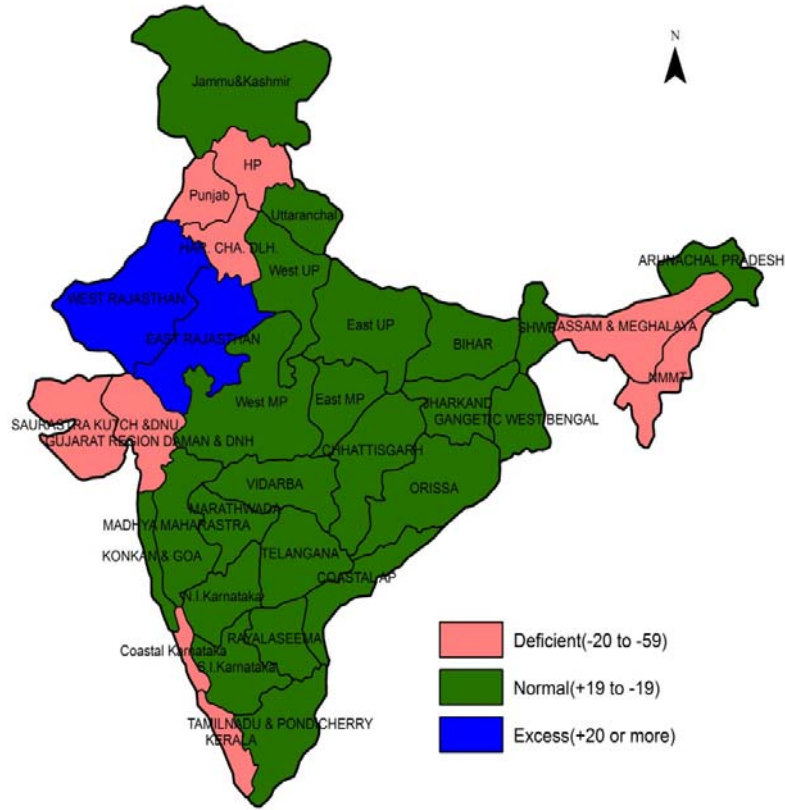 N
Jammu&Kashmir
HP
Punjab
Uttaranchal
HAR. CHA. DLH.
West UP
ARUNACHAL PRADESH
WEST RAJASTHAN
EAST RAJASTHAN
East UP
SHWB
ASSAM & MEGHALAYA
BIHAR
NMMT
West MP
East MP
JHARKAND
GANGETIC WEST BENGAL
SAURASTRA KUTCH &DNU
GUJARAT REGION DAMAN & DNH
CHHATTISGARH
VIDARBA
ORISSA
MARATHWADA
MADHYA MAHARASTRA
KONKAN & GOA
TELANGANA
COASTAL AP
N.I.Karnataka
RAYALASEEMA
Coastal Karnataka
S.I.Karnataka
TAMILNADU & PONDICHERRY
KERALA
Deficient(-20 to -59)
Normal(+19 to -19)
Excess(+20 or more)